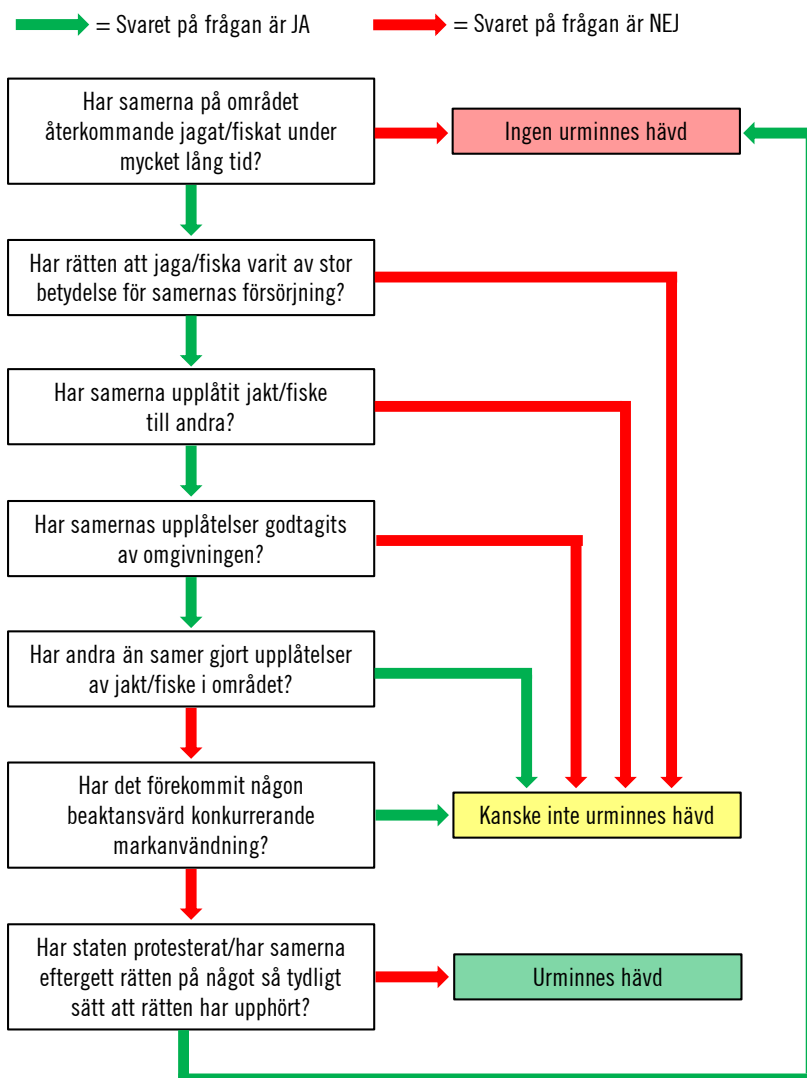 = Svaret på frågan är JA
= Svaret på frågan är NEJ
Har samerna på området
återkommande jagat/fiskat under
mycket lång tid?
Ingen urminnes hävd
Har rätten att jaga/fiska varit av stor
betydelse för samernas försörjning?
Har samerna upplåtit jakt/fiske
till andra?
Har samernas upplåtelser godtagits
av omgivningen?
Har andra än samer gjort upplåtelser
av jakt/fiske i området?
Har det förekommit någon
beaktansvärd konkurrerande
markanvändning?
Kanske inte urminnes hävd
Har staten protesterat/har samerna
eftergett rätten på något så tydligt
sätt att rätten har upphört?
Urminnes hävd